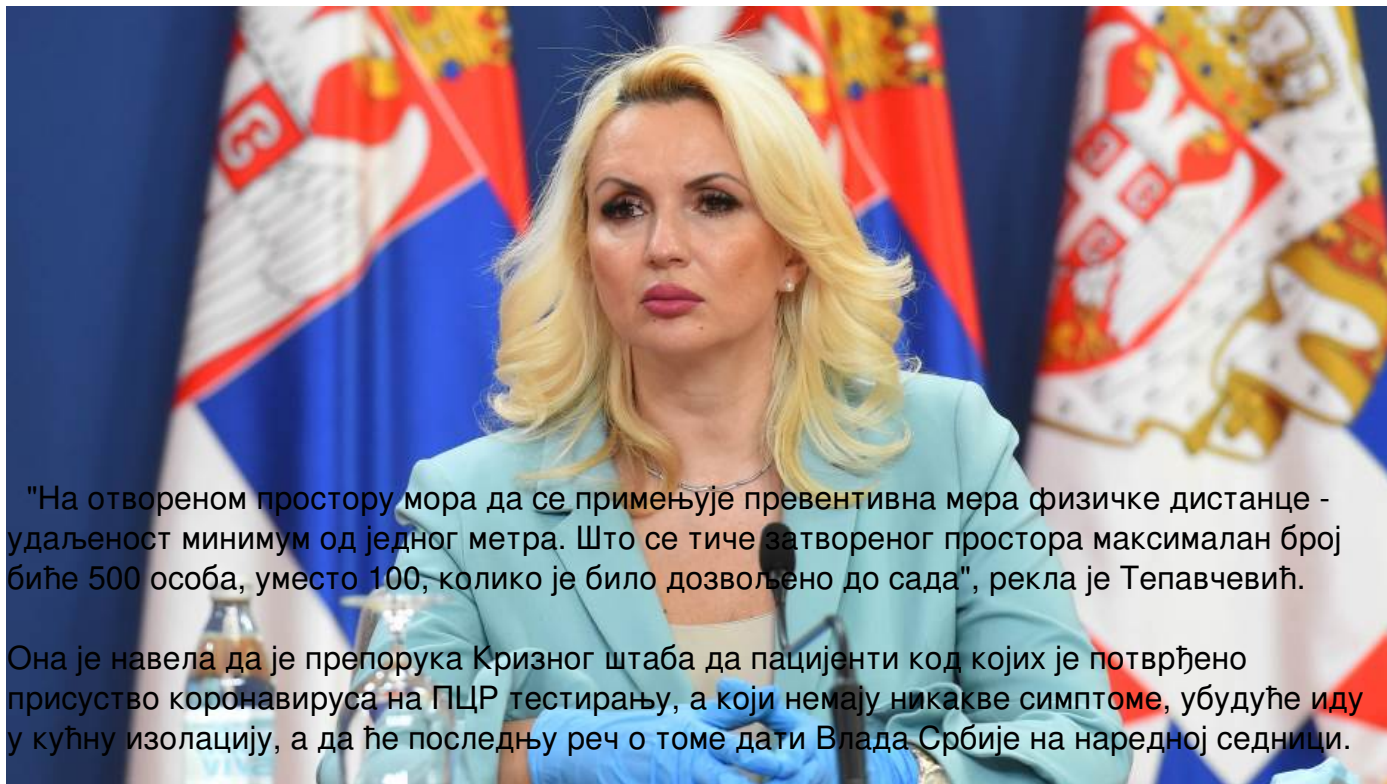 "На отвореном простору мора да се примењује превентивна мера физичке дистанце -
удаљеност минимум од једног метра. Што се тиче затвореног простора максималан број
биће 500 особа, уместо 100, колико је било дозвољено до сада", рекла је Тепавчевић.
Она је навела да је препорука Кризног штаба да пацијенти код којих је потврђено
присуство коронавируса на ПЦР тестирању, а који немају никакве симптоме, убудуће иду
у кућну изолацију, а да ће последњу реч о томе дати Влада Србије на наредној седници.